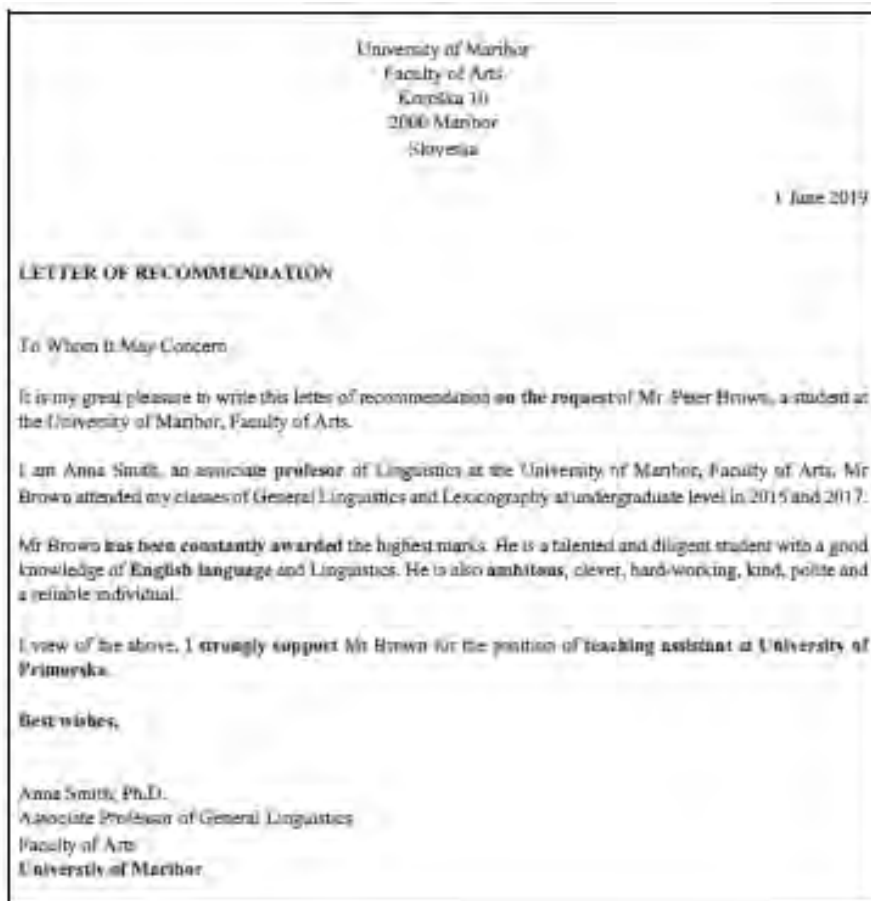 University of Maribor
Faculty of Arts
Koroška 10
2000 Maribor
Slovenia
1 June 2019
LETTER OF RECOMMENDATION
To Whom It May Concern
It is my great pleasure to write this letter of recommendation on the request of Mr Peter Brown, a student at
the University of Maribor, Faculty of Arts.
I am Anna Smith, an associate profesor of Linguistics at the University of Maribor, Faculty of Arts. Mr
Brown attended my classes of General Linguistics and Lexicography at undergraduate level in and 2017.
Mr Brown has been constantly awarded the highest marks. He is a talented and diligent student with a good
knowledge of English language and Linguistics. He is also ambitous, clever, hard-working, kind, polite and
a reliable individual.
I view of the above, I strongly support Mr Brown for the position of teaching assistant at University of
Primorska.
Best wishes,
Anna Smith, Ph.D.
Associate Professor of General Linguistics
Faculty of Arts
of Maribor